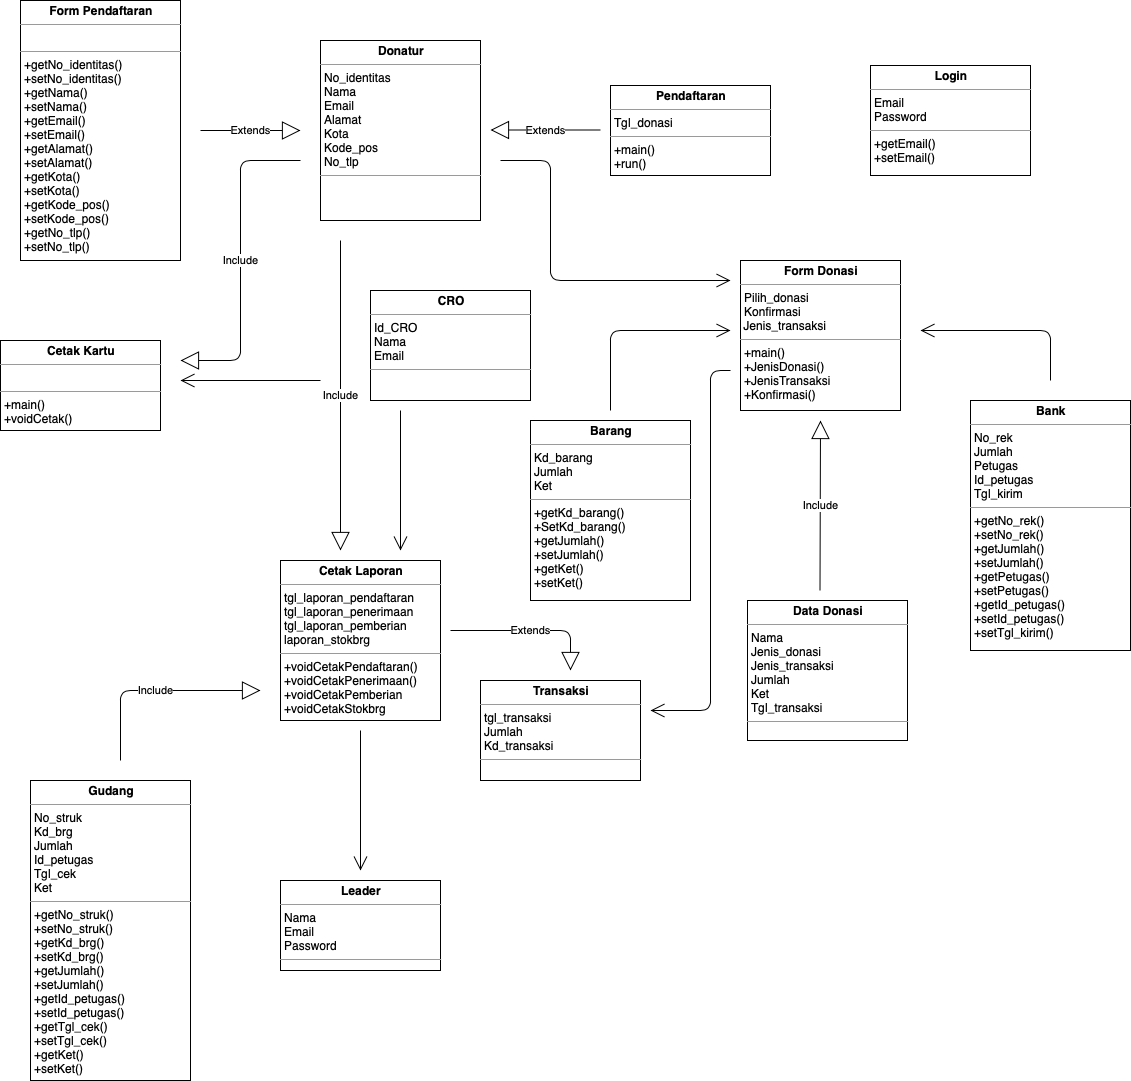 Form Pendaftaran
+getNo_identitas()
+setNo_identitas()
+getNama()
+setNama()
+getEmail()
+setEmail()
+getAlamat()
+setAlamat()
+getKota()
+setKota()
+getKode_pos()
+setKode_pos()
+getNo_tlp()
+setNo_tlp()
Extends
Donatur
No_identitas
Nama
Email
Alamat
Kota
Kode_pos
No_tlp
Extends
Pendaftaran
Tgl_donasi
+main()
+run()
Login
Email
Password
+getEmail()
+setEmail()
Include
Cetak Kartu
+main()
+voidCetak()
Include
CRO
Id_CRO
Nama
Email
Form Donasi
Pilih_donasi
Konfirmasi
Jenis_transaksi
+main()
+JenisDonasi()
+JenisTransaksi
+Konfirmasi()
Barang
Kd_barang
Jumlah
Ket
+getKd_barang()
+SetKd_barang()
+getJumlah()
+setJumlah()
+getKet()
+setKet()
Include
Bank
No_rek
Jumlah
Petugas
Id_petugas
Tgl_kirim
+getNo_rek()
+setNo_rek()
+getJumlah()
+setJumlah()
+getPetugas()
+setPetugas()
+getId_petugas()
+setId_petugas()
+setTgl_kirim()
Cetak Laporan
tgl_laporan_pendaftaran
tgl_laporan_penerimaan
tgl_laporan_pemberian
laporan_stokbrg
+voidCetakPendaftaran()
+voidCetakPenerimaan()
+voidCetakPemberian
+voidCetakStokbrg
Extends
Data Donasi
Nama
Jenis_donasi
Jenis_transaksi
Jumlah
Ket
Tgl_transaksi
Include
Transaksi
tgl_transaksi
Jumlah
Kd_transaksi
Gudang
No_struk
Kd_brg
Jumlah
Id_petugas
Tgl_cek
Ket
+getNo_struk()
+setNo_struk()
+getKd_brg()
+setKd_brg()
+getJumlah()
+setJumlah()
+getId_petugas()
+setId_petugas()
+getTgl_cek()
+setTgl_cek()
+getKet()
+setKet()
Leader
Nama
Email
Password